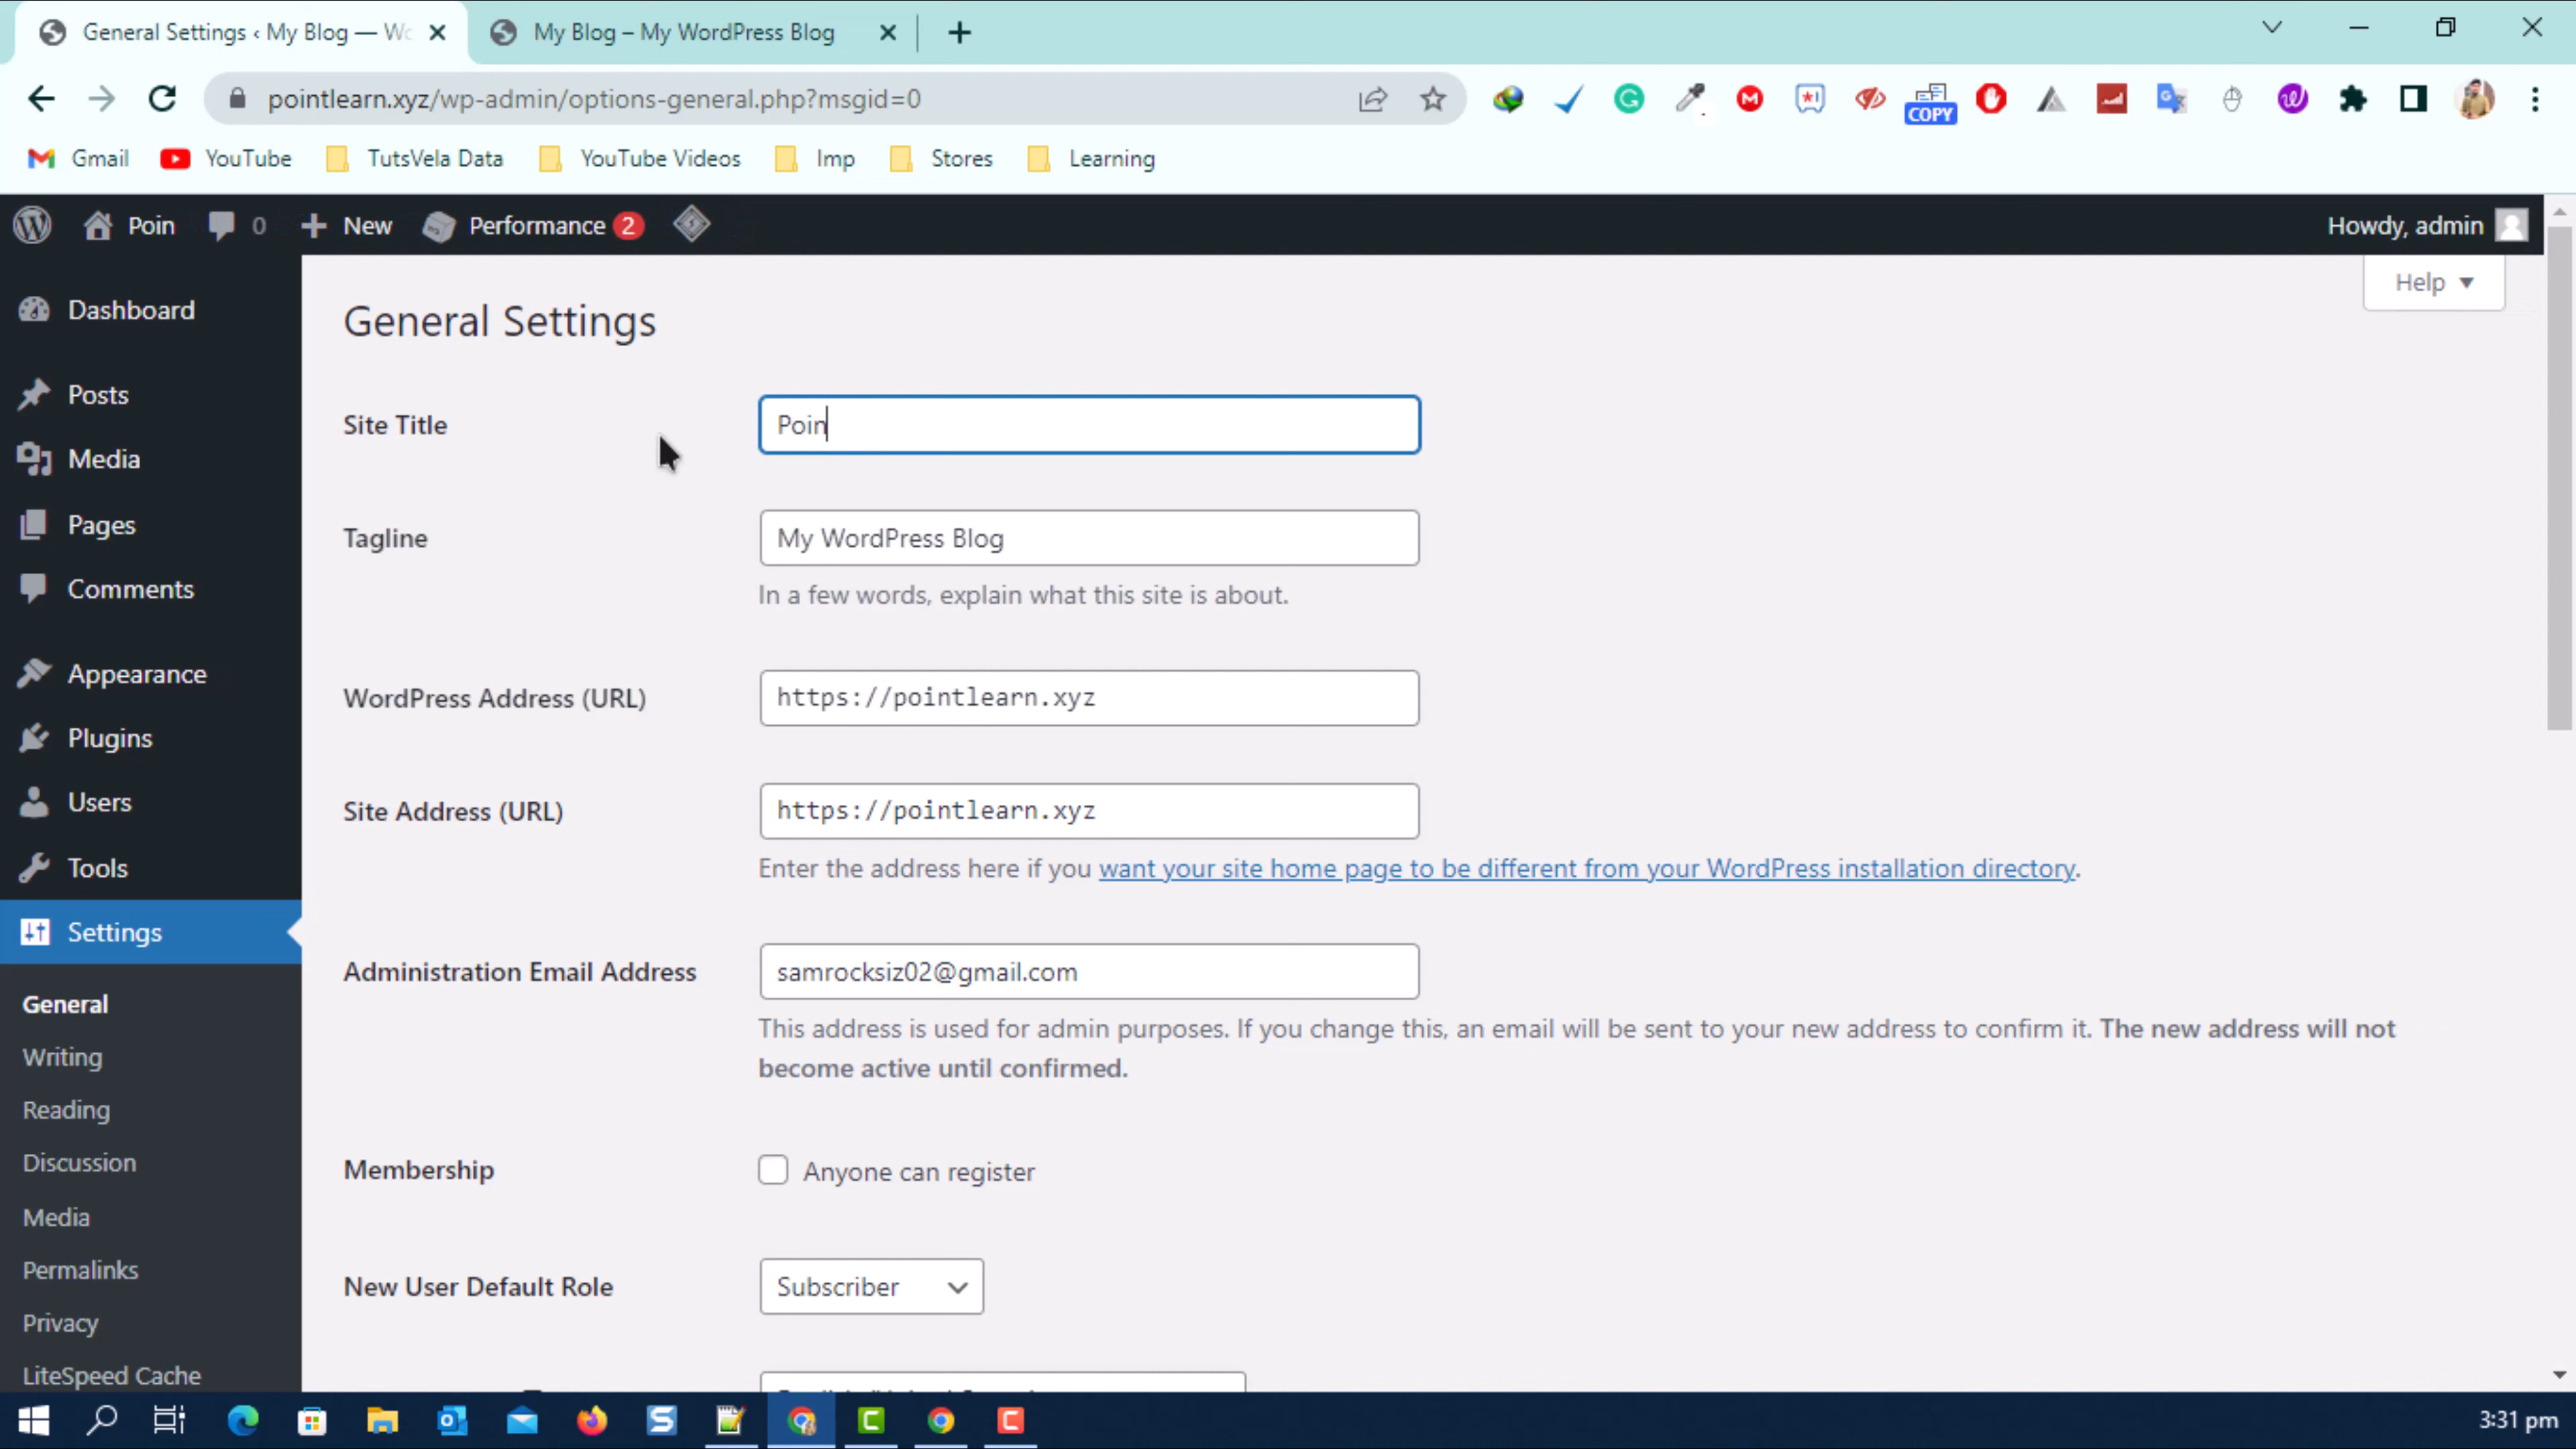 General Settings ‹ My Blog — Wo
My Blog – My WordPress Blog
pointlearn.xyz/wp-admin/options-general.php?msgid=0
COPY
Gmail
YouTube
TutsVela Data
YouTube Videos
Imp
Stores
Learning
Poin
0
New
Performance 2
Howdy, admin
Help
Dashboard
Posts
Media
Pages
Comments
Appearance
Plugins
Users
Tools
Settings
General
Writing
Reading
Discussion
Media
Permalinks
Privacy
LiteSpeed Cache
General Settings
Site Title
Poin
Tagline
My WordPress Blog
In a few words, explain what this site is about.
WordPress Address (URL)
https://pointlearn.xyz
Site Address (URL)
https://pointlearn.xyz
Enter the address here if you want your site home page to be different from your WordPress installation directory.
Administration Email Address
samrocksiz02@gmail.com
This address is used for admin purposes. If you change this, an email will be sent to your new address to confirm it. The new address will not
become active until confirmed.
Membership
Anyone can register
New User Default Role
Subscriber
3:31 pm